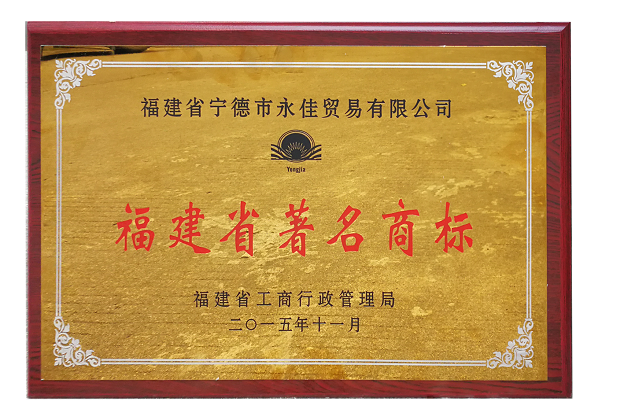 福建省宁德市永佳贸易有限公司
Yongjia
福建省著名商标
福建省工商行政管理局
二〇一五年十一月